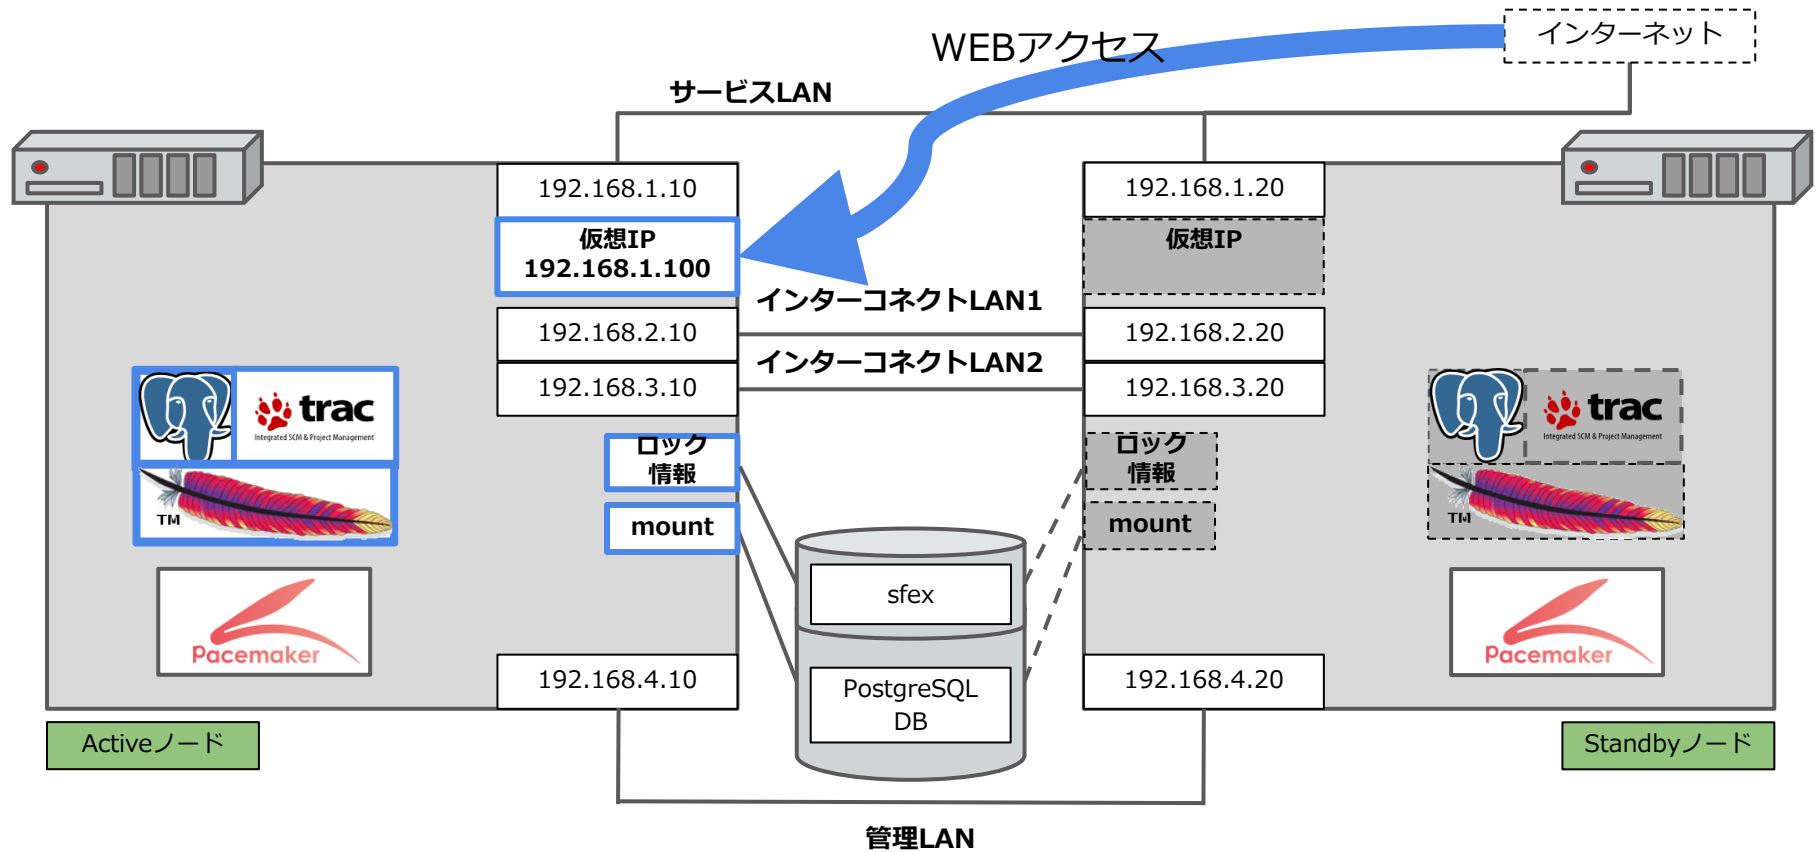 インターネット
WEBアクセス
サービスLAN
192.168.1.10
192.168.1.20
仮想IP
192.168.1.100
仮想IP
インターコネクトLAN1
192.168.2.10
192.168.2.20
インターコネクトLAN2
192.168.3.10
192.168.3.20
trac
Integrated SCM & Project Management
trac
Integrated SCM & Project Management
ロック
情報
ロック
情報
TM
mount
mount
TM
sfex
Pacemaker
Pacemaker
192.168.4.10
PostgreSQL
DB
192.168.4.20
Activeノード
Standbyノード
管理LAN